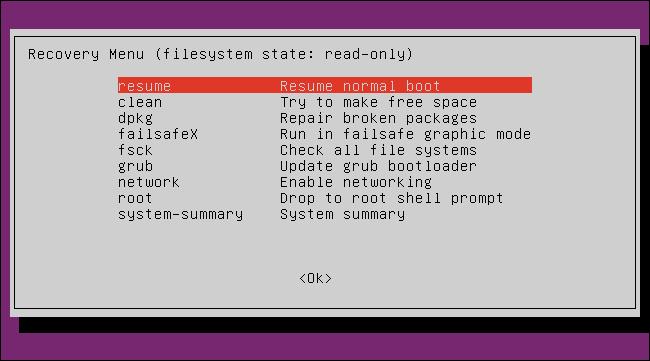 Recovery Menu (filesystem state: read-only)
resume Resume normal boot
clean Try to make free space
dpkg Repair broken packages
failsafeX Run in failsafe graphic mode
fsck Check all file systems
grub Update grub bootloader
network Enable networking
root Drop to root shell prompt
system-summary System summary
<Ok>